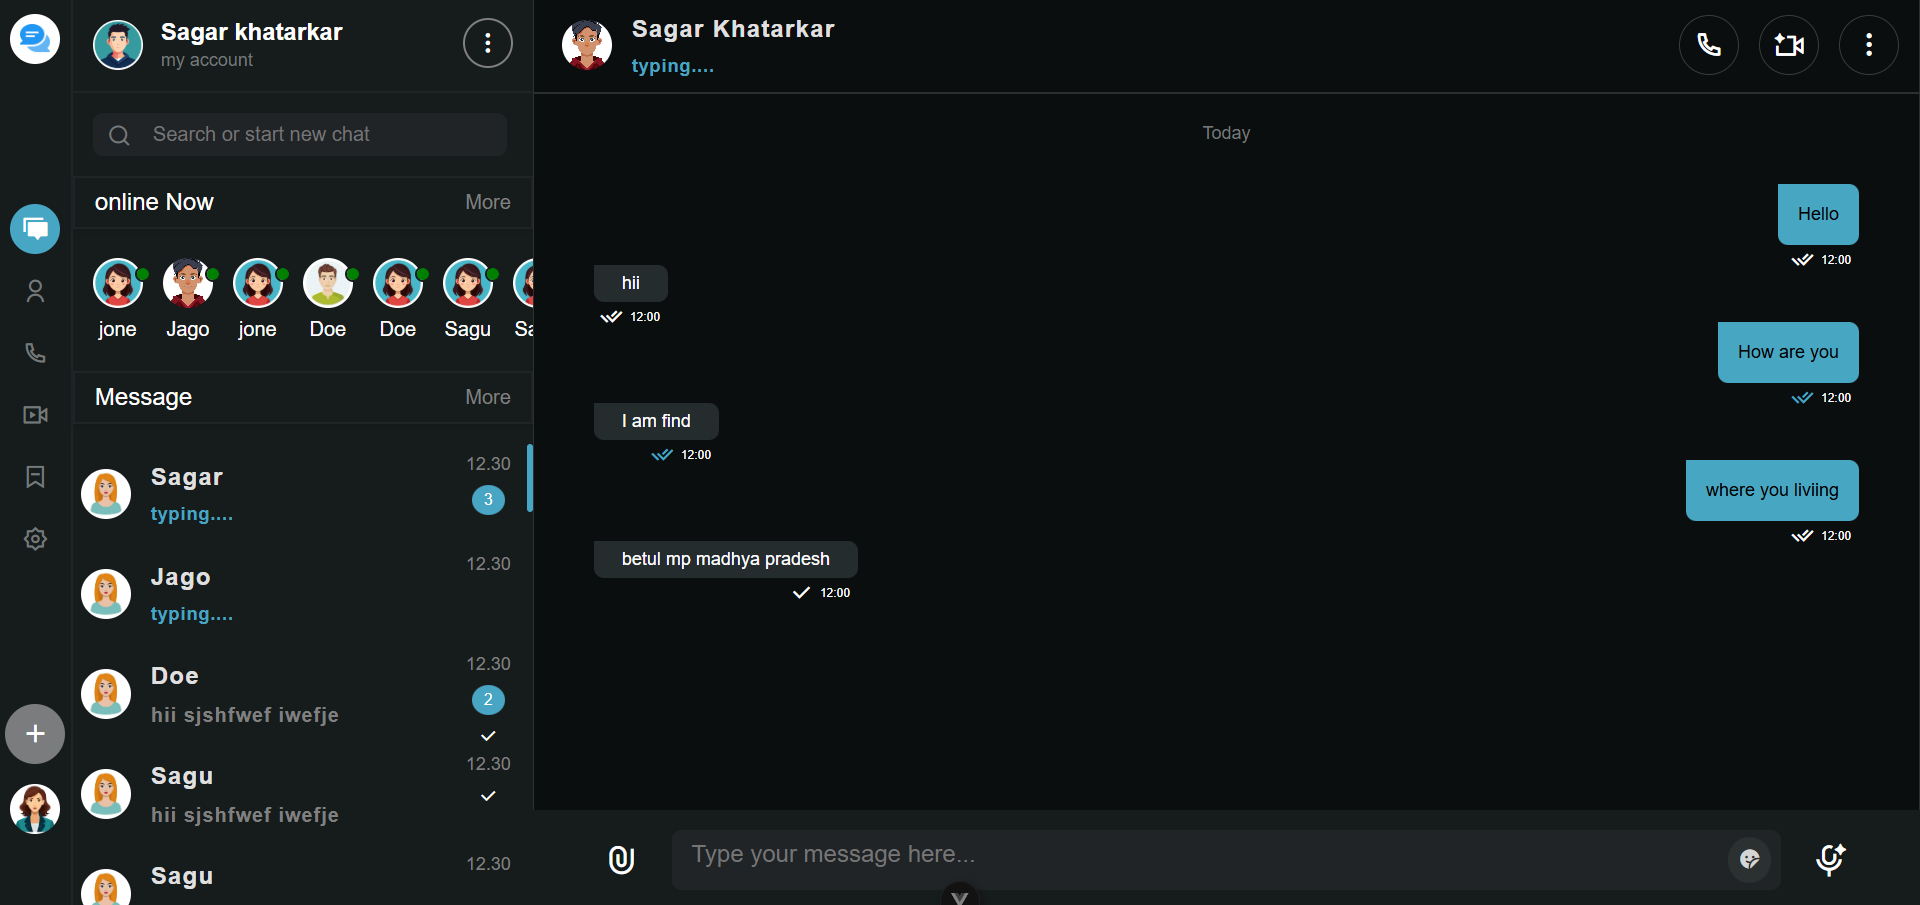 Sagar khatarkar
my account
Search or start new chat
online Now
More
jone
Jago
jone
Doe
Doe
Sagu
Message
More
Sagar
12.30
typing....
3
Jago
12.30
typing....
Doe
12.30
hii sjshfwef iwefje
2
Sagu
12.30
hii sjshfwef iwefje
Sagu
12.30
Sagar Khatarkar
typing....
Today
Hello
12:00
hii
12:00
How are you
12:00
I am find
12:00
where you liviing
12:00
betul mp madhya pradesh
12:00
Type your message here...